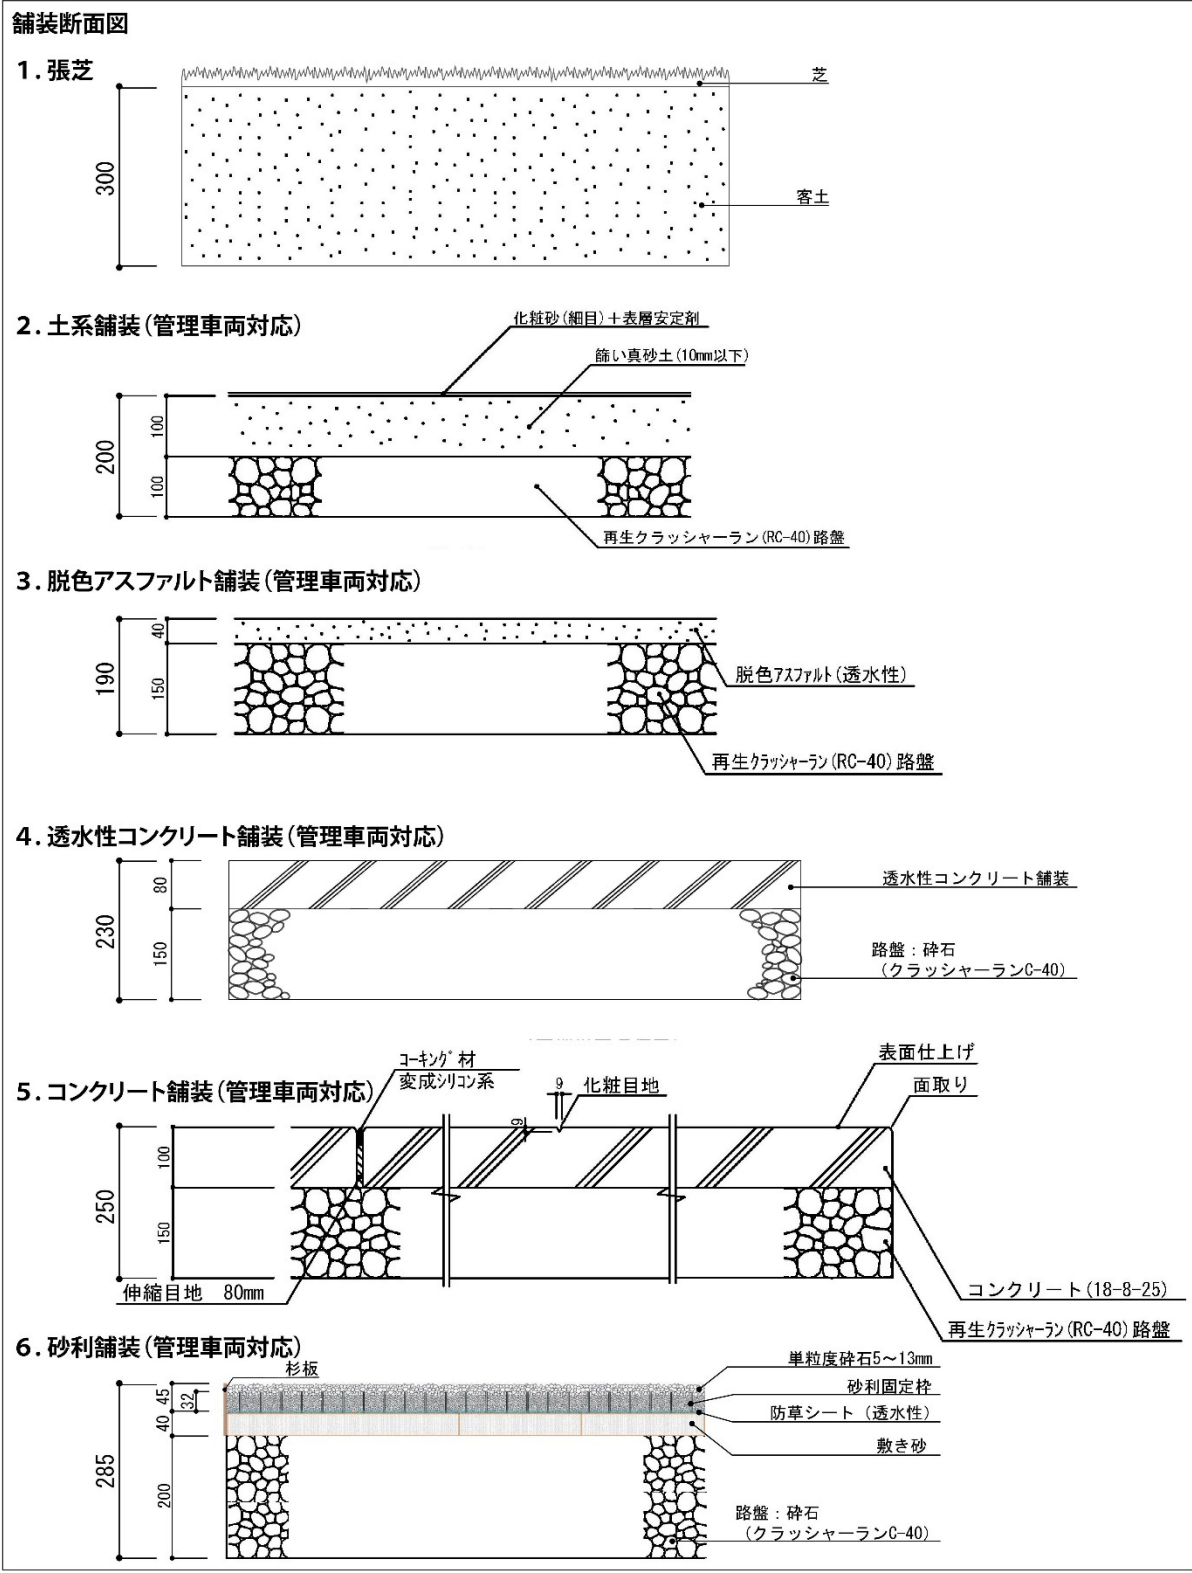 舗装断面図
1. 張芝
芝
300
客土
2. 土系舗装(管理車両対応)
化粧砂(細目)+表層安定剤
篩い真砂土(10mm以下)
200
100
100
再生クラッシャーラン(RC-40)路盤
3. 脱色アスファルト舗装(管理車両対応)
190
40
150
脱色アスファルト(透水性)
再生クラッシャーラン(RC-40)路盤
4. 透水性コンクリート舗装(管理車両対応)
230
80
150
透水性コンクリート舗装
路盤:砕石
(クラッシャーランC-40)
5. コンクリート舗装(管理車両対応)
コーキング材
変成シリコン系
9
化粧目地
9
表面仕上げ
面取り
250
100
150
伸縮目地 80mm
コンクリート(18-8-25)
再生クラッシャーラン(RC-40)路盤
6. 砂利舗装(管理車両対応)
杉板
単粒度砕石5~13mm
砂利固定枠
防草シート(透水性)
敷き砂
285
45
32
40
200
路盤:砕石
(クラッシャーランC-40)